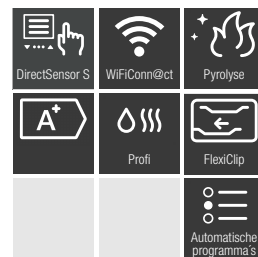 DirectSensor S
WiFiConn@ct
Pyrolyse
A+
Profi
FlexiClip
Automatische
programma´s